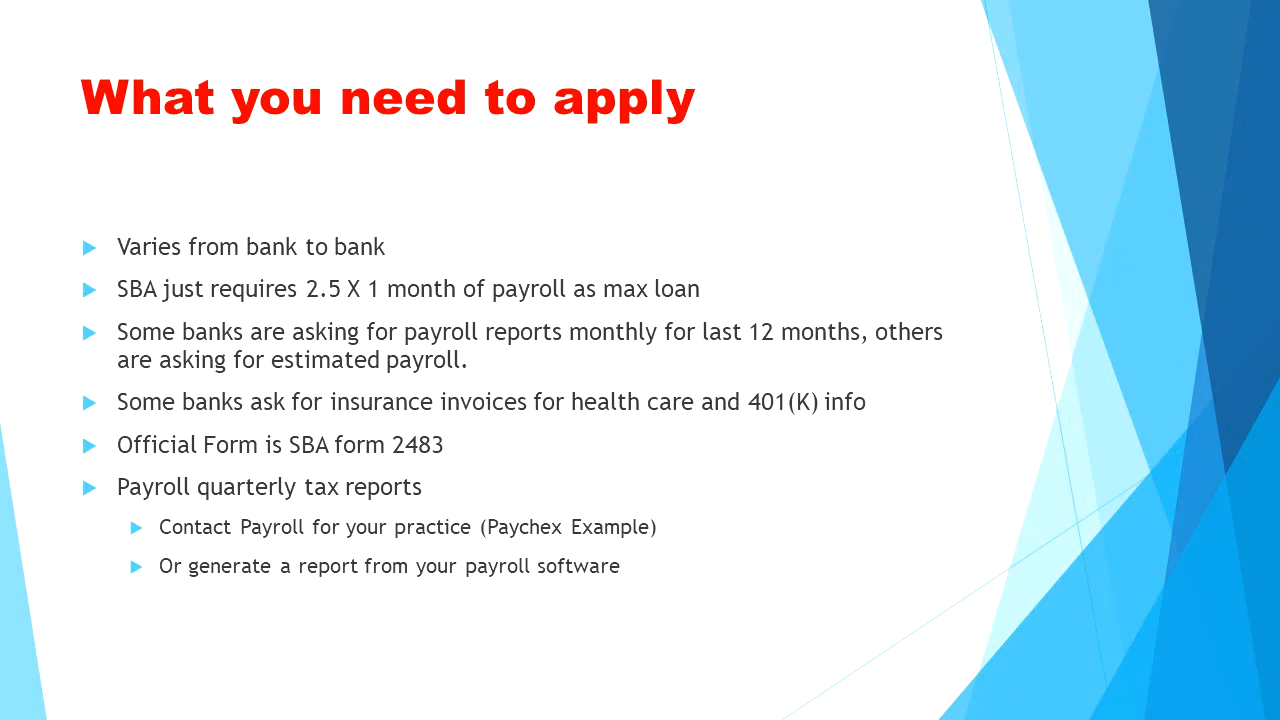 What you need to apply
Varies from bank to bank
SBA just requires 2.5 X 1 month of payroll as max loan
Some banks are asking for payroll reports monthly for last 12 months, others
are asking for estimated payroll.
Some banks ask for insurance invoices for health care and 401(K) info
Official Form is SBA form 2483
Payroll quarterly tax reports
Contact Payroll for your practice (Paychex Example)
Or generate a report from your payroll software